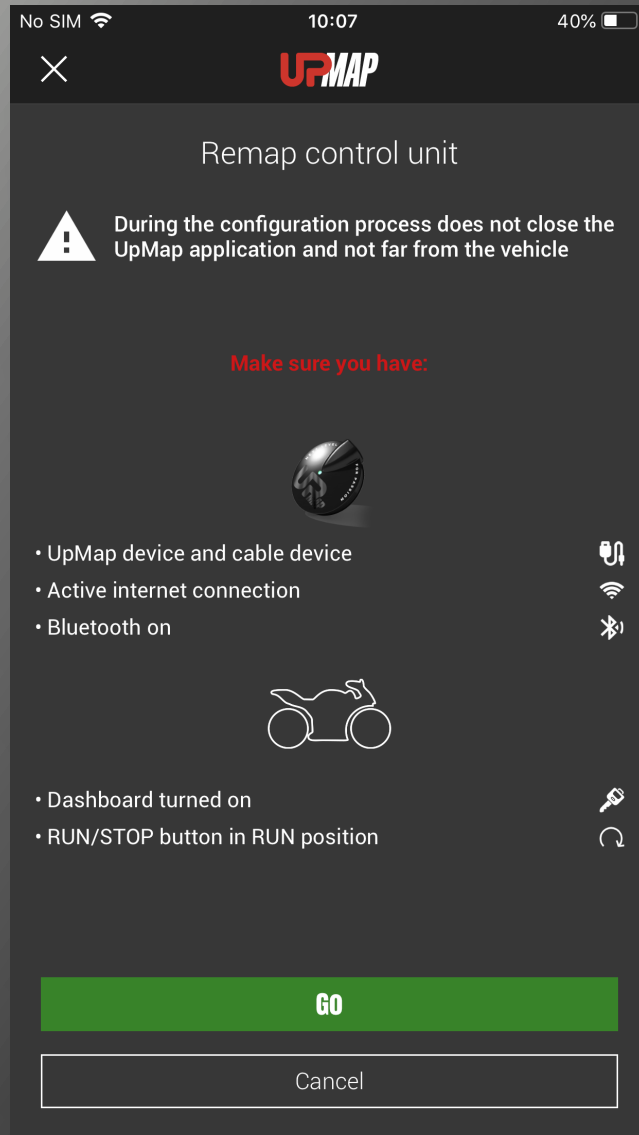 No SIM 10:07 40%
UPMAP
Remap control unit
During the configuration process does not close the
UpMap application and not far from the vehicle
Make sure you have:
• UpMap device and cable device
• Active internet connection
• Bluetooth on
• Dashboard turned on
• RUN/STOP button in RUN position
GO
Cancel